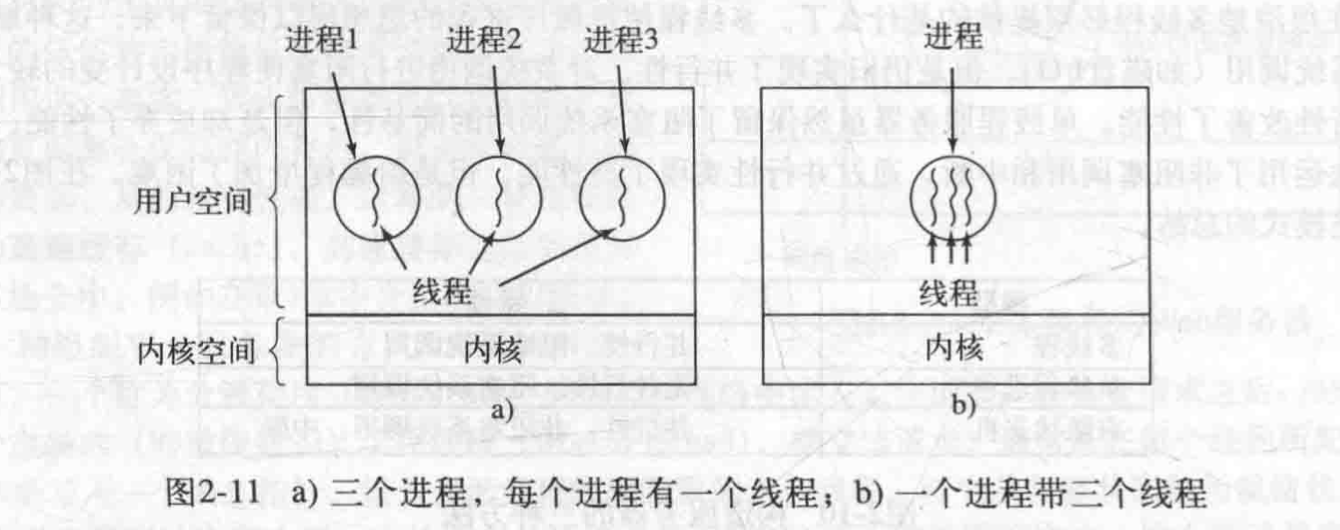 进程1 进程2 进程3 进程
用户空间
线程 线程
内核空间 内核 内核
a) b)
图2-11 a) 三个进程，每个进程有一个线程；b) 一个进程带三个线程